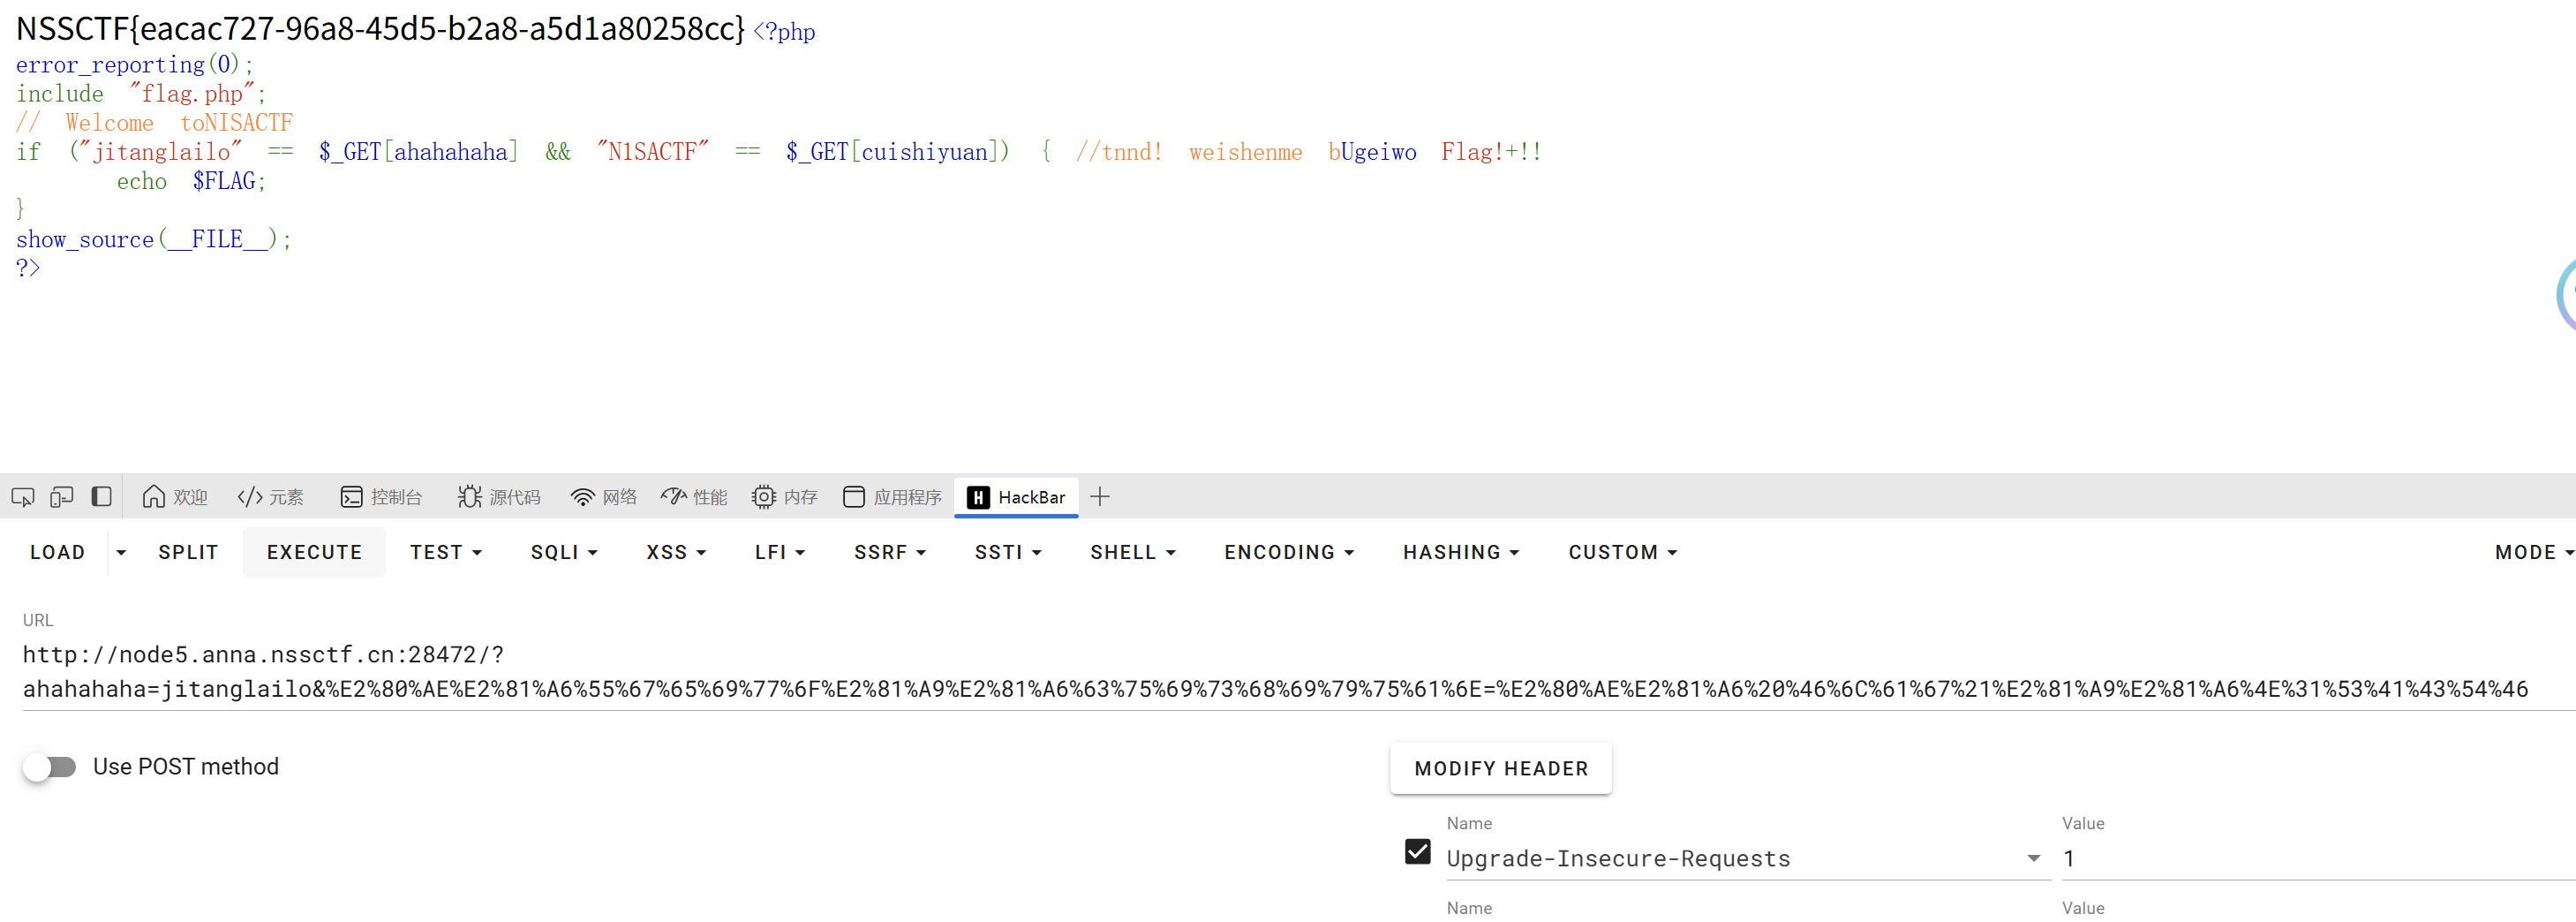 NSSCTF{eacac727-96a8-45d5-b2a8-a5d1a80258cc} <?php
error_reporting(0);
include "flag.php";
// Welcome toNISACTF
if ("jitanglailo" == $_GET[ahahahaha] && "N1SACTF" == $_GET[cuishiyuan]) { //tnnd! weishenme bUgeiwo Flag!+!!
echo $FLAG;
}
show_source(__FILE__);
?>
欢迎 元素 控制台 源代码 网络 性能 内存 应用程序 HackBar
LOAD SPLIT EXECUTE TEST SQLI XSS LFI SSRF SSTI SHELL ENCODING HASHING CUSTOM MODE
URL
http://node5.anna.nssctf.cn:28472/?
ahahahaha=jitanglailo&%E2%80%AE%E2%81%A6%55%67%65%69%77%6F%E2%81%A9%E2%81%A6%63%75%69%73%68%69%79%75%61%6E=%E2%80%AE%E2%81%A6%20%46%6C%61%67%21%E2%81%A9%E2%81%A6%4E%31%53%41%43%54%46
Use POST method
MODIFY HEADER
Name Value
Upgrade-Insecure-Requests 1
Name Value